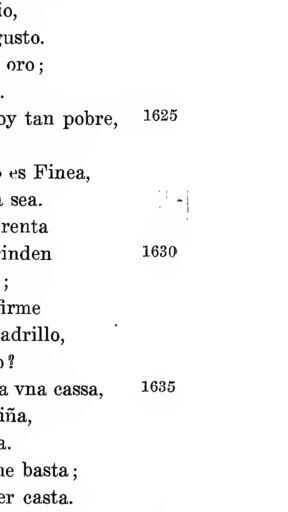 io,
gusto.
oro;
.
oy tan pobre, 1625
o es Finea,
a sea.
renta
rinden 1630
;
firme
adrillo,
o?
a vna cassa, 1635
iña,
a.
me basta;
er casta.